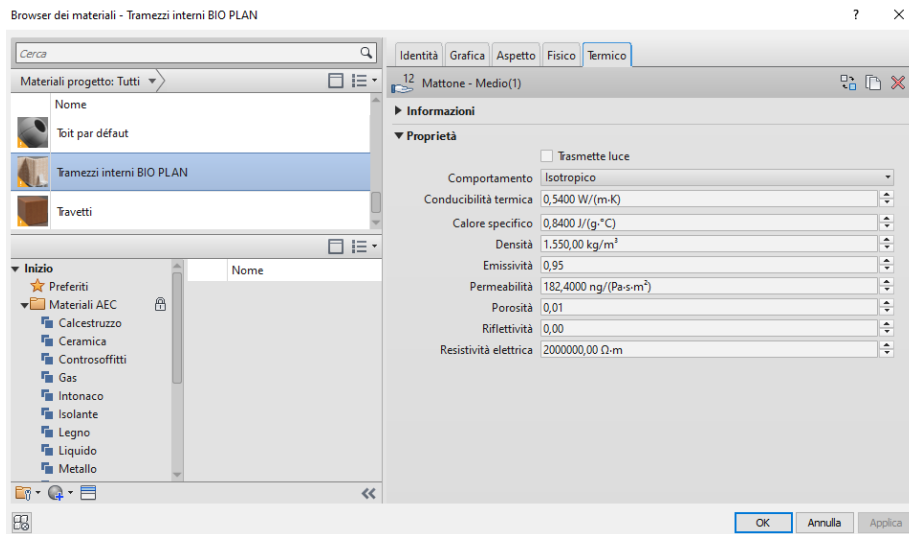 Browser dei materiali - Tramezzi interni BIO PLAN
?
Cerca
Materiali progetto: Tutti
Nome
Toit par défaut
Tramezzi interni BIO PLAN
Travetti
Inizio
Preferiti
Materiali AEC
Calcestruzzo
Ceramica
Controsoffitti
Gas
Intonaco
Isolante
Legno
Liquido
Metallo
Nome
Identità Grafica Aspetto Fisico Termico
12 Mattone - Medio(1)
Informazioni
Proprietà
Trasmette luce
Comportamento Isotropico
Conducibilità termica 0,5400 W/(m·K)
Calore specifico 0,8400 J/(g·°C)
Densità 1.550,00 kg/m³
Emissività 0,95
Permeabilità 182,4000 ng/(Pa·s·m²)
Porosità 0,01
Riflettività 0,00
Resistività elettrica 2000000,00 Ω·m
OK Annulla Applica